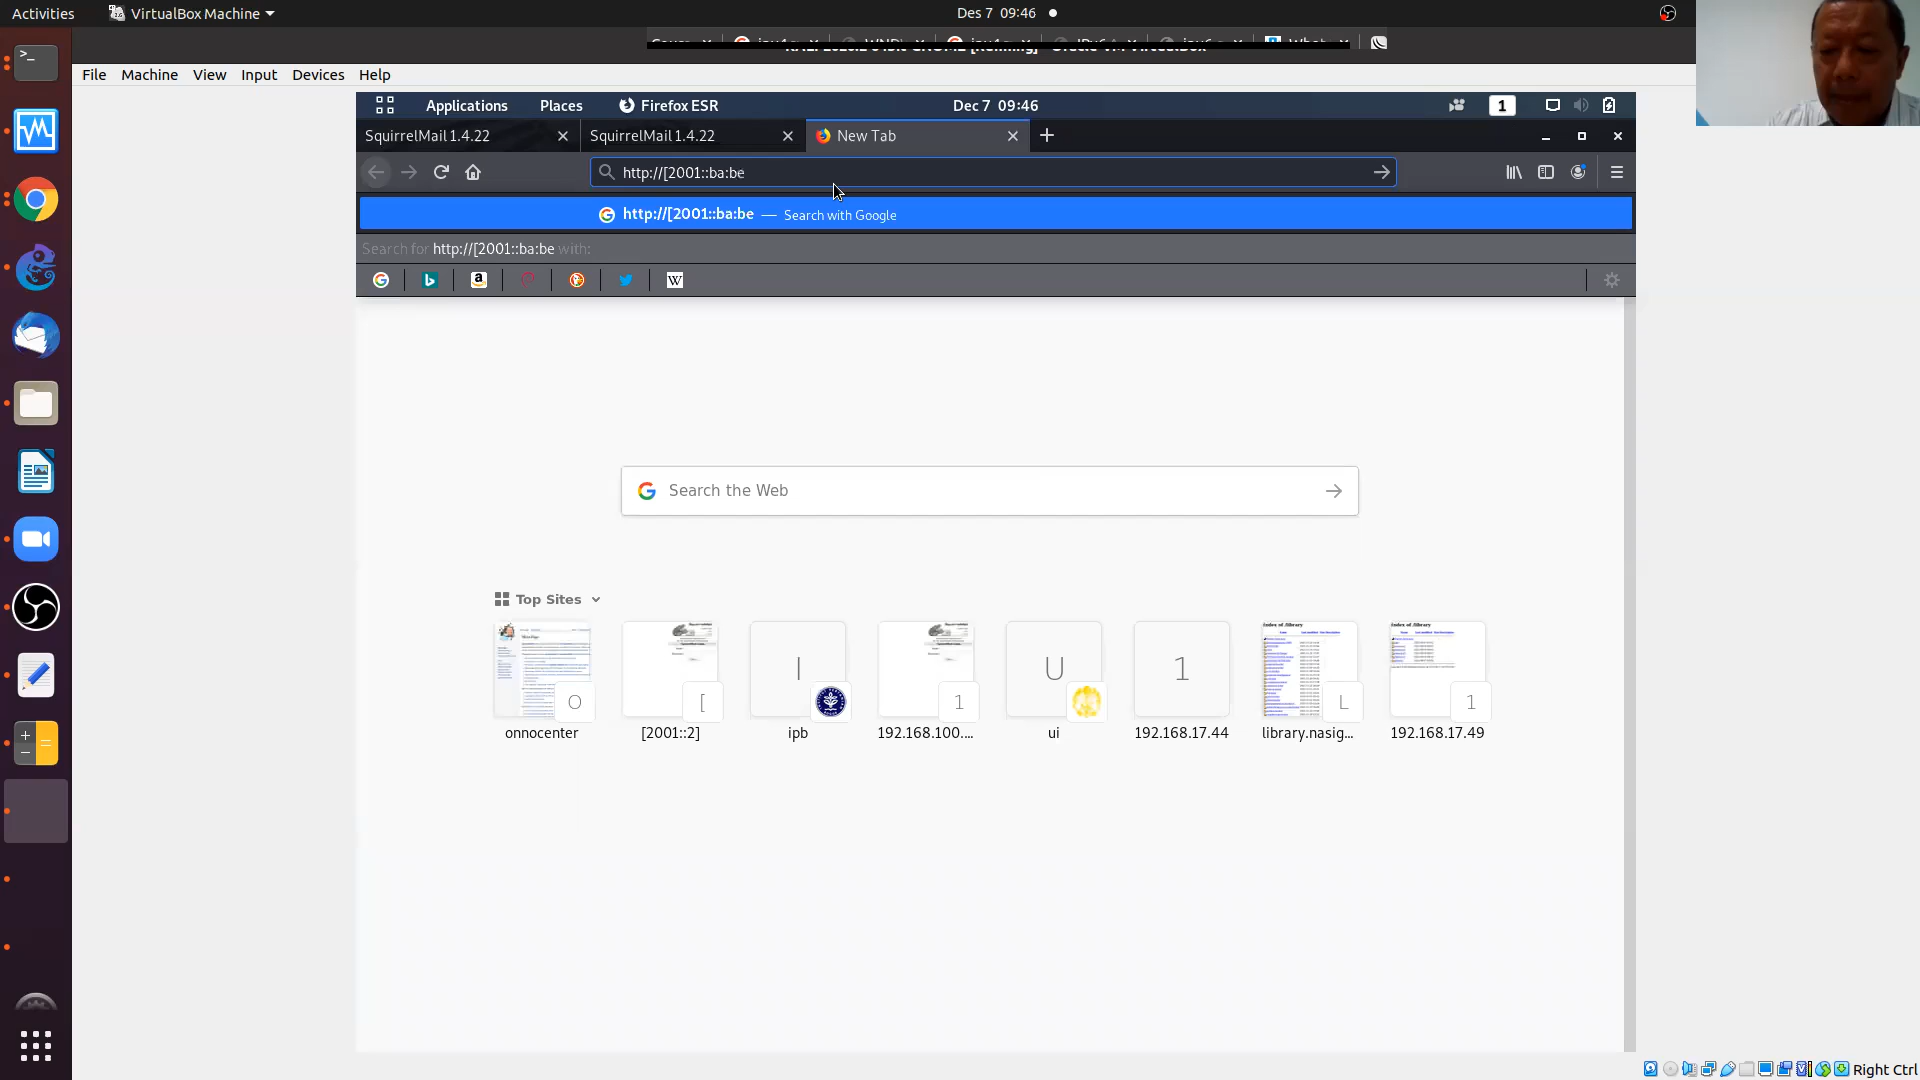 Activities
VirtualBox Machine
Des 7 09:46
File Machine View Input Devices Help
Applications Places Firefox ESR
Dec 7 09:46
1
SquirrelMail 1.4.22
SquirrelMail 1.4.22
New Tab
http://[2001::ba:be
http://[2001::ba:be — Search with Google
Search for http://[2001::ba:be with:
Search the Web
Top Sites
O
[
I
1
U
1
L
1
onnocenter
[2001::2]
ipb
192.168.100....
ui
192.168.17.44
library.nasig...
192.168.17.49
Right Ctrl